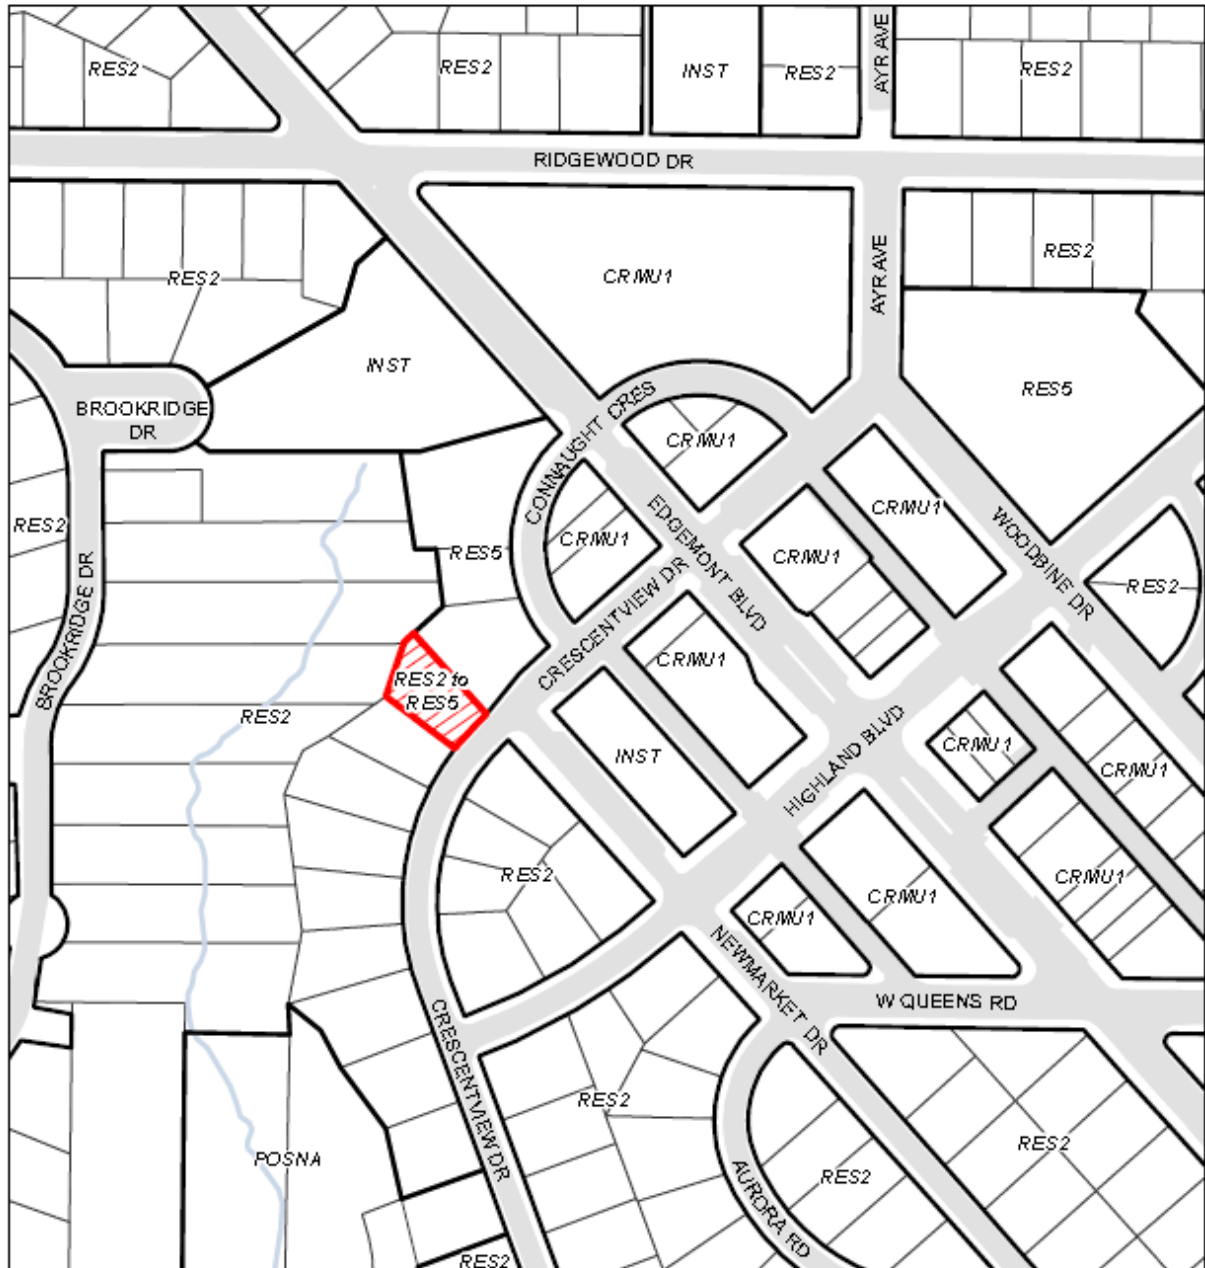 RES2
RES2
INST
RES2
AYR AVE
RES2
RIDGEWOOD DR
RES2
CRMU1
AYR AVE
RES2
INST
RES5
BROOKRIDGE
DR
CONNAUGHT CRES
CRMU1
CRMU1
WOODBINE DR
RES2
RES5
CRMU1
EDGEMONT BLVD
CRMU1
RES2
BROOKRIDGE DR
CRESCENTVIEW DR
CRMU1
RES2 to
RES5
RES2
INST
HIGHLAND BLVD
CRMU1
CRMU1
RES2
CRMU1
CRMU1
CRMU1
NEWMARKET DR
W QUEENS RD
CRESCENTVIEW DR
RES2
RES2
POSNA
RES2
AURORA RD
RES2